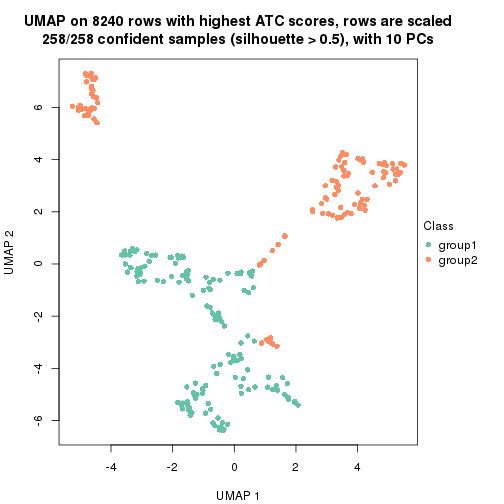 UMAP on 8240 rows with highest ATC scores, rows are scaled
258/258 confident samples (silhouette > 0.5), with 10 PCs
6
4
2
0
-2
-4
-6
UMAP 2
-4
-2
0
2
4
UMAP 1
Class
group1
group2